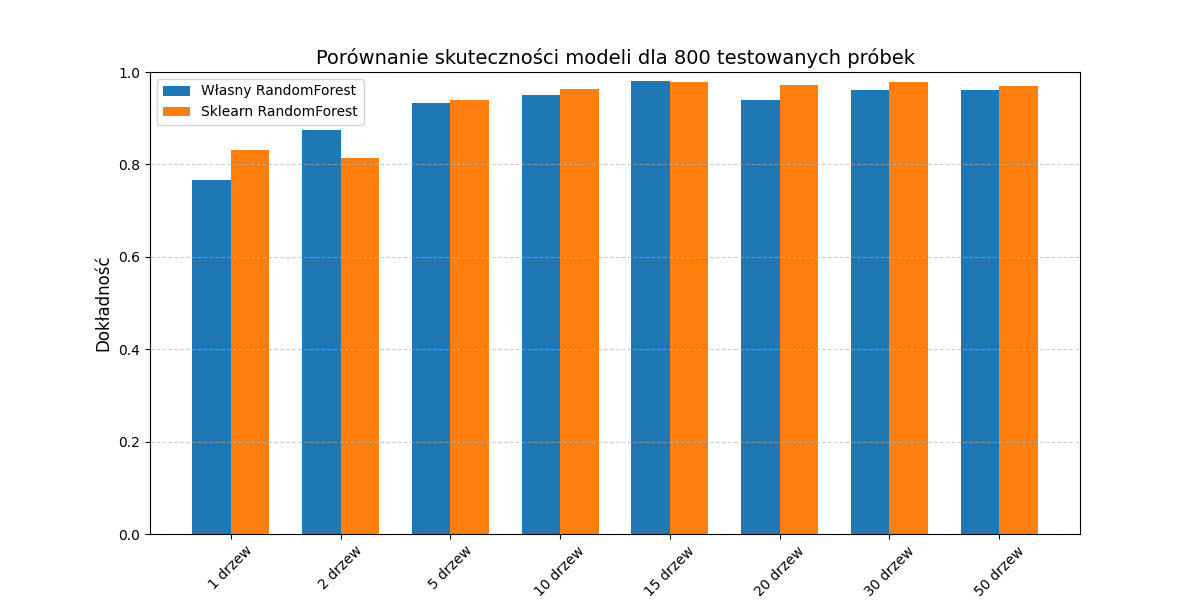 Porównanie skuteczności modeli dla 800 testowanych próbek
Własny RandomForest
Sklearn RandomForest
Dokładność
1.0
0.8
0.6
0.4
0.2
0.0
1 drzew
2 drzew
5 drzew
10 drzew
15 drzew
20 drzew
30 drzew
50 drzew